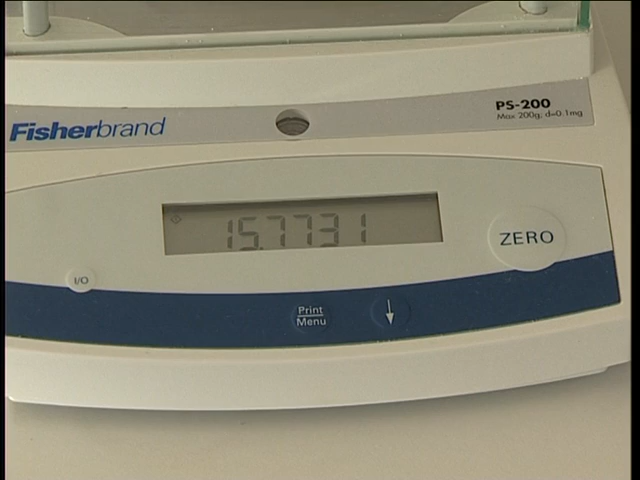 Fisherbrand
PS-200
Max 200g; d=0.1mg
15.7731
ZERO
I/O
Print
Menu